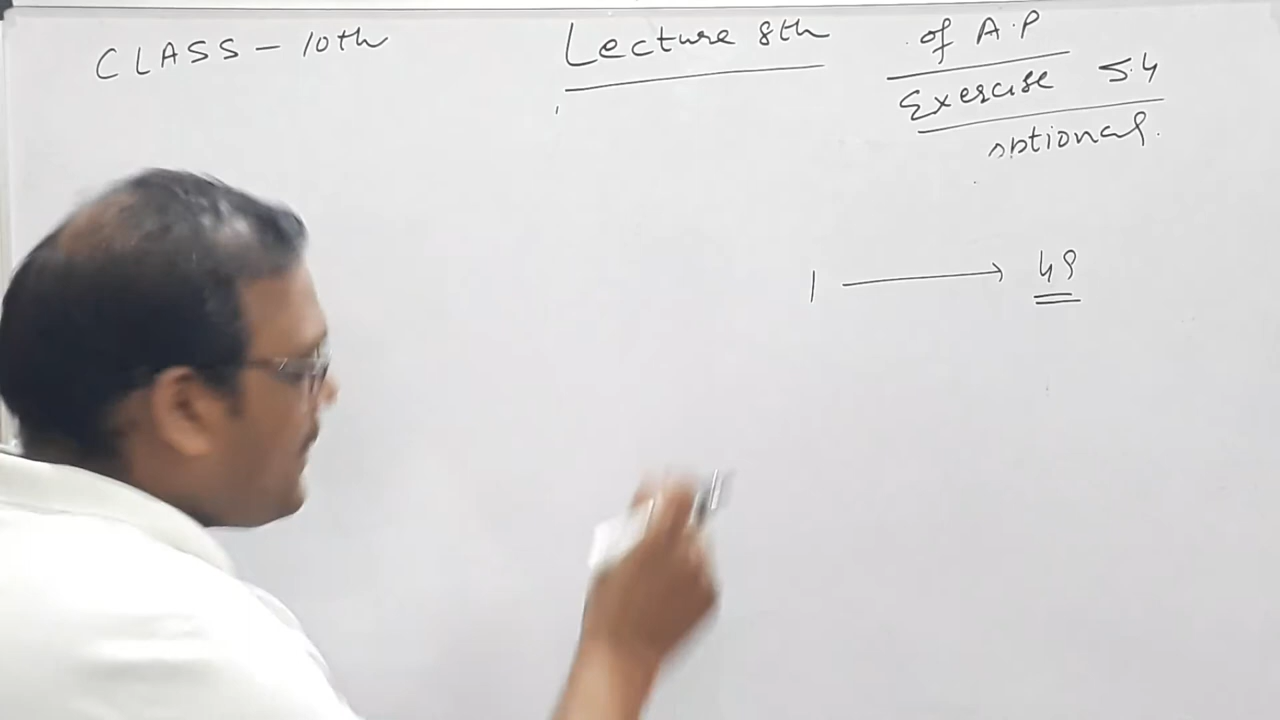 CLASS - 10th Lecture 8th of A.P
Exercise 5.4
optional.
1 → 49